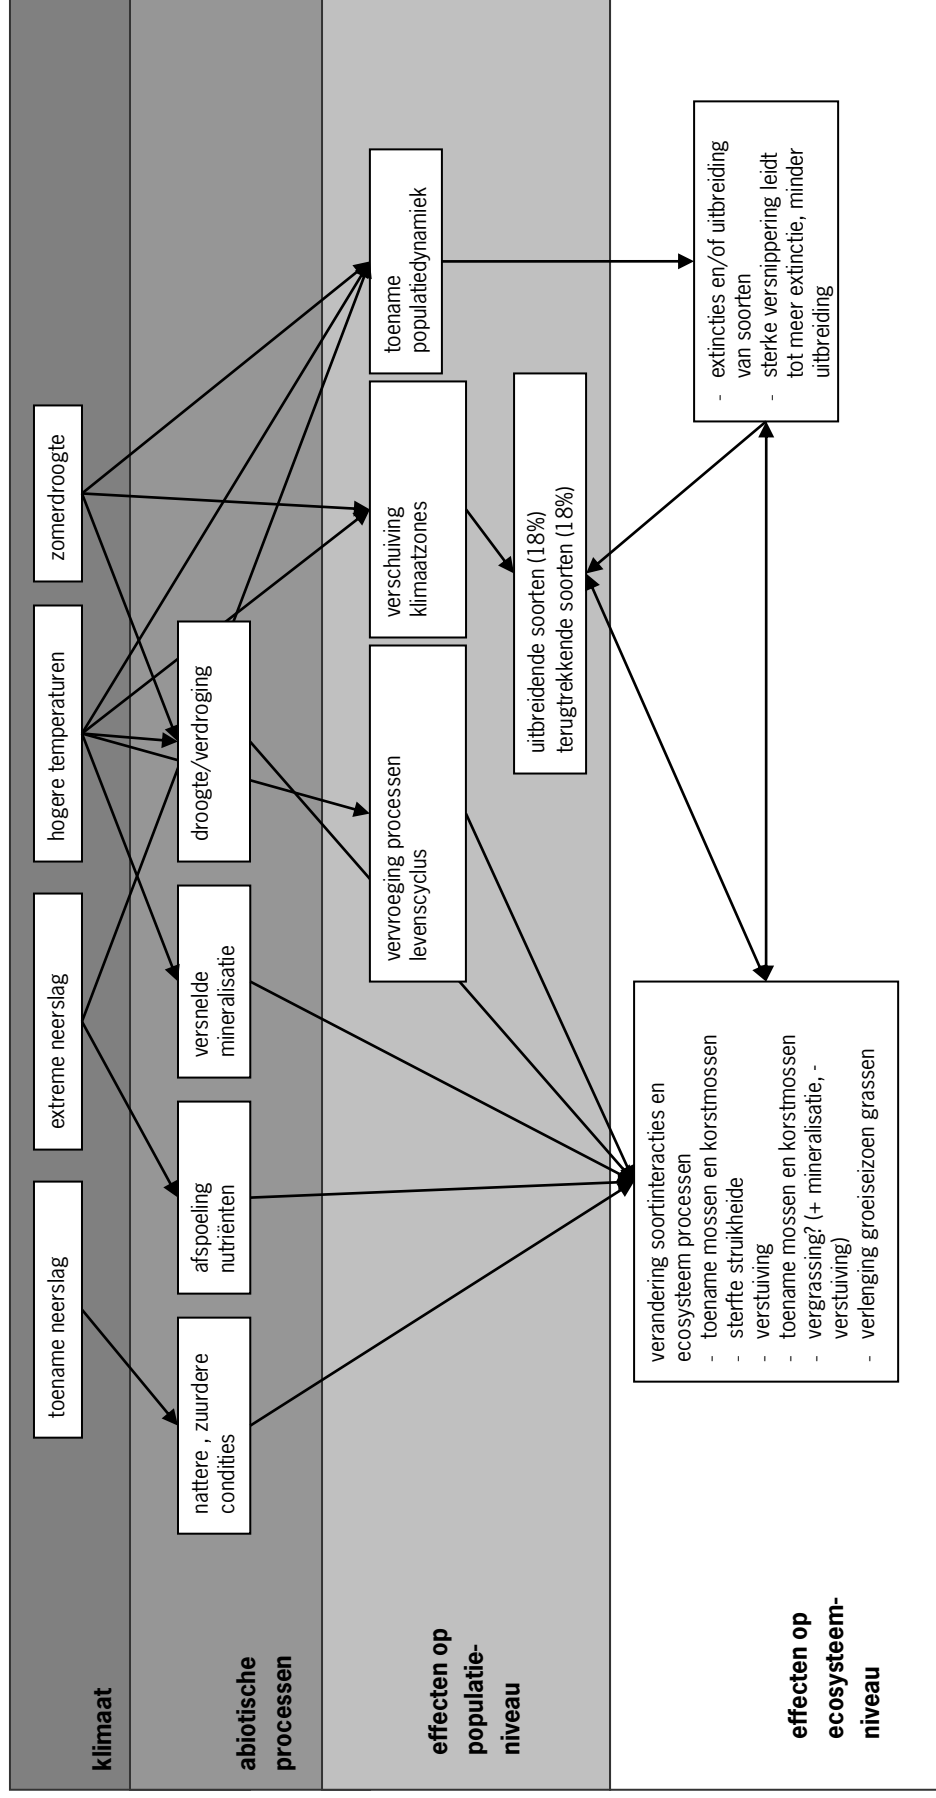 klimaat
toename neerslag
extreme neerslag
hogere temperaturen
zomerdroogte
abiotische
processen
nattere , zuurdere
condities
afspoeling
nutriënten
versnelde
mineralisatie
droogte/verdroging
effecten op
populatie-
niveau
vervroeging processen
levenscyclus
verschuiving
klimaatzones
toename
populatiedynamiek
uitbreidende soorten (18%)
terugtrekkende soorten (18%)
effecten op
ecosysteem-
niveau
verandering soortinteracties en
ecosysteem processen
- toename mossen en korstmossen
- sterfte struikheide
- verstuiving
- toename mossen en korstmossen
- vergrassing? (+ mineralisatie, -
verstuiving)
- verlenging groeiseizoen grassen
- extincties en/of uitbreiding
van soorten
- sterke versnippering leidt
tot meer extinctie, minder
uitbreiding